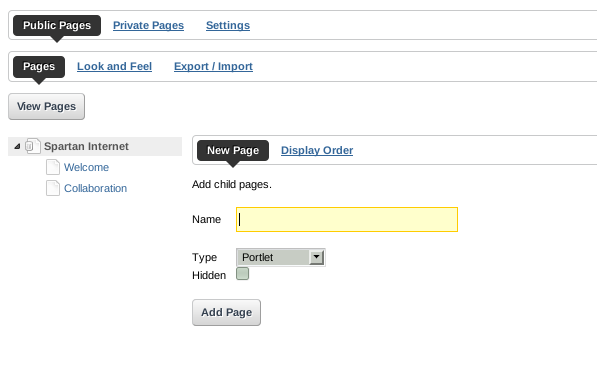 Public Pages Private Pages Settings
Pages Look and Feel Export / Import
View Pages
Spartan Internet
Welcome
Collaboration
New Page Display Order
Add child pages.
Name
Type Portlet
Hidden
Add Page